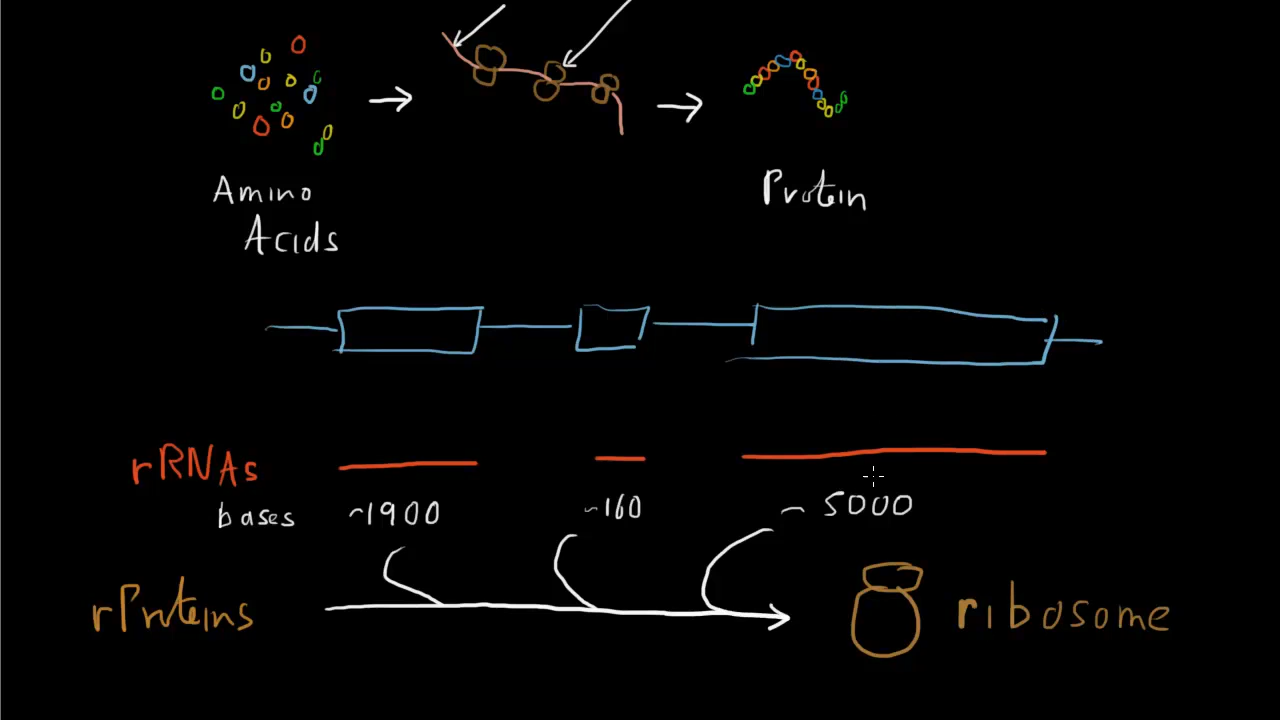 Amino
Acids
Protein
rRNAs
bases ~1900 ~160 ~5000
rProteins
ribosome